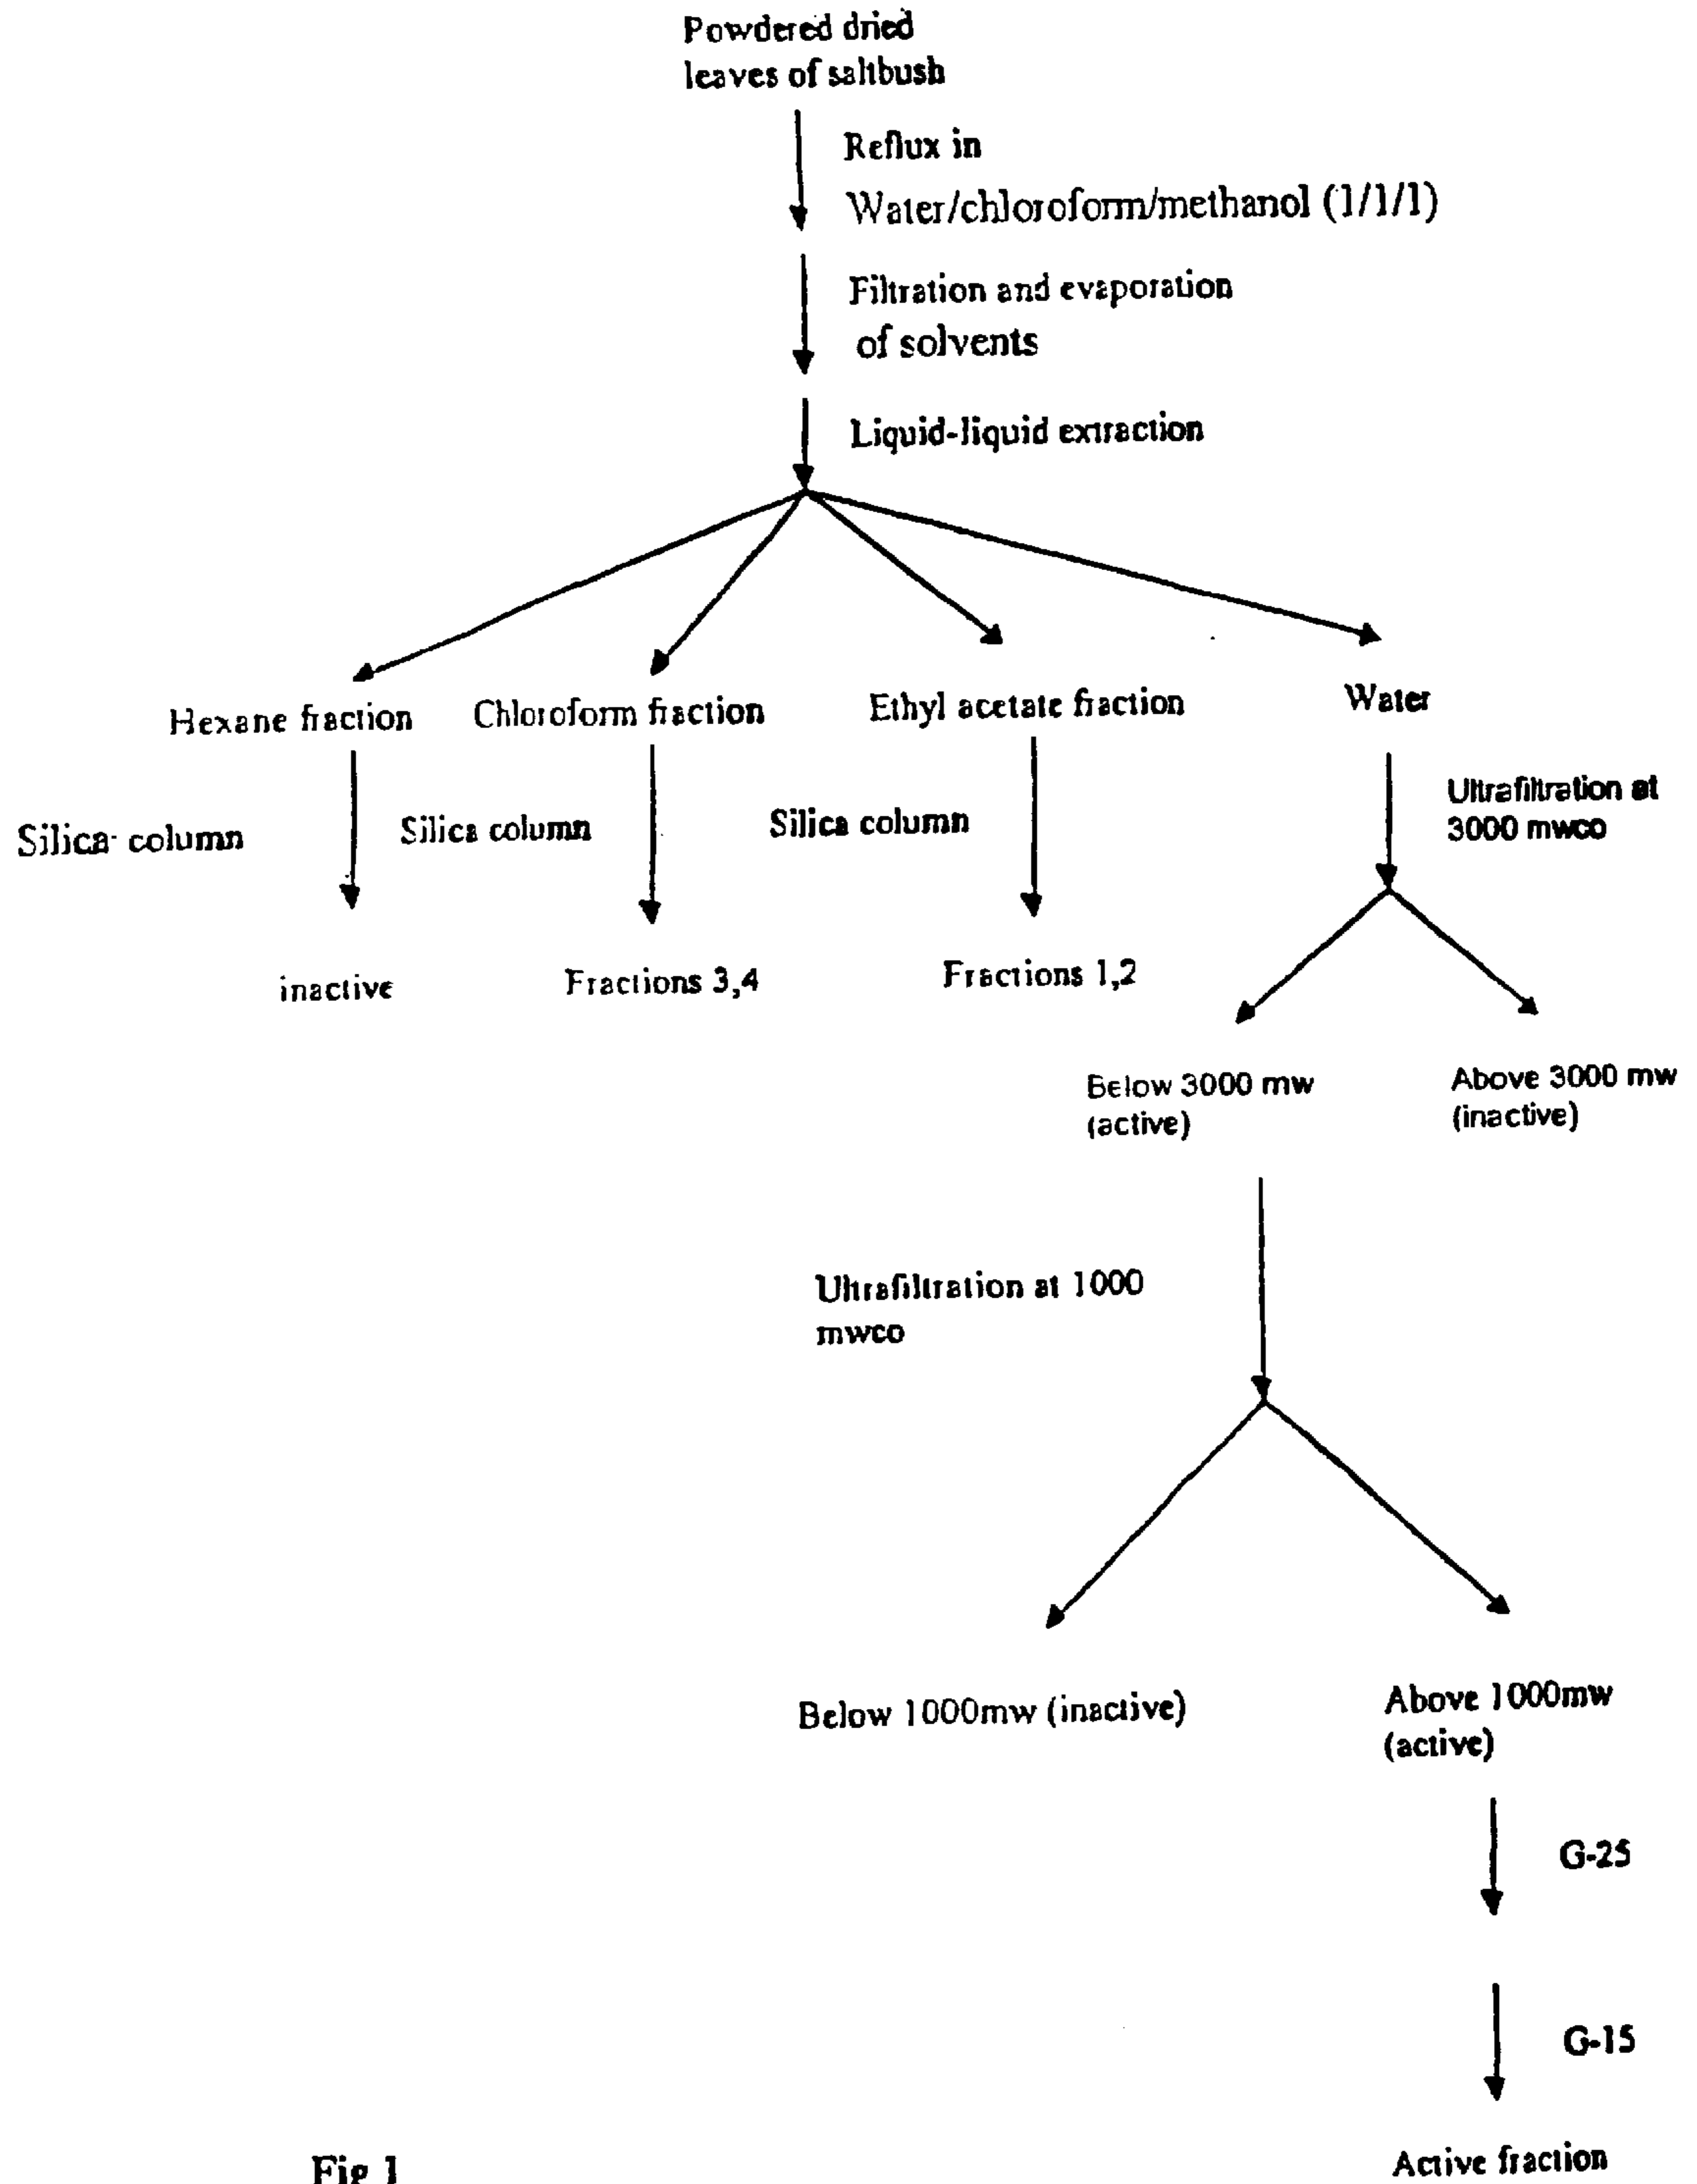 Powdered dried
leaves of saltbush
Reflux in
Water/chloroform/methanol (1/1/1)
Filtration and evaporation
of solvents
Liquid-liquid extraction
Hexane fraction
Chloroform fraction
Ethyl acetate fraction
Water
Silica column
Silica column
Silica column
Ultrafiltration at
3000 mwco
inactive
Fractions 3,4
Fractions 1,2
Below 3000 mw
(active)
Above 3000 mw
(inactive)
Ultrafiltration at 1000
mwco
Below 1000mw (inactive)
Above 1000mw
(active)
G-25
G-15
Active fraction
Fig 1